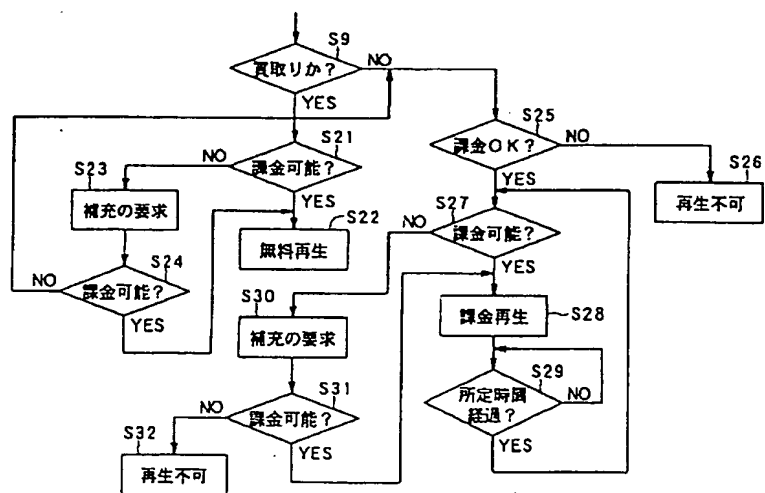 S9
買取りか?
NO
YES
S25
S21
課金OK?
NO
NO
課金可能?
S26
S23
YES
YES
再生不可
補充の要求
S22
S27
NO
課金可能?
無料再生
S24
YES
NO
課金可能?
S30
YES
課金再生
S28
補充の要求
S29
S31
所定時間
経過?
NO
NO
課金可能?
S32
YES
YES
再生不可